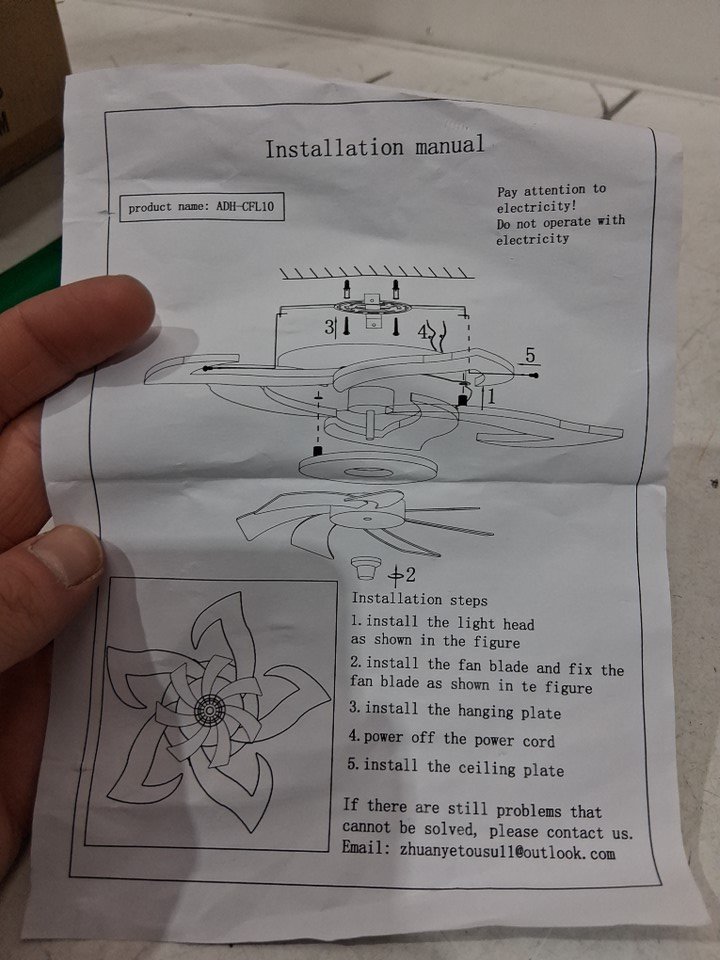 Installation manual
product name: ADH-CFL10
Pay attention to
electricity!
Do not operate with
electricity
3
4
5
1
2
Installation steps
1. install the light head
as shown in the figure
2. install the fan blade and fix the
fan blade as shown in te figure
3. install the hanging plate
4. power off the power cord
5. install the ceiling plate
If there are still problems that
cannot be solved, please contact us.
Email: zhuanyetousu11@outlook.com